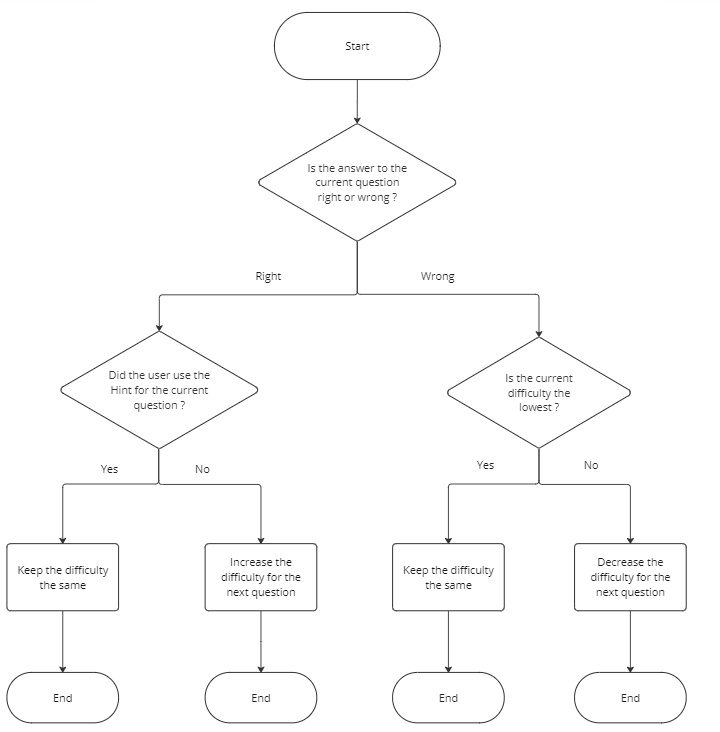 Start
Is the answer to the
current question
right or wrong ?
Right
Wrong
Did the user use the
Hint for the current
question ?
Is the current
difficulty the
lowest ?
Yes
No
Yes
No
Keep the difficulty
the same
Increase the
difficulty for the
next question
Keep the difficulty
the same
Decrease the
difficulty for the
next question
End
End
End
End